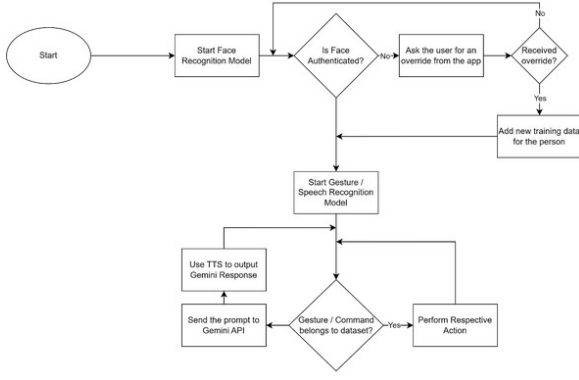 No
Start
Start Face
Recognition Model
Is Face
Authenticated?
No
Ask the user for an
override from the app
Received
override?
Yes
Add new training data
for the person
Start Gesture /
Speech Recognition
Model
Use TTS to output
Gemini Response
Send the prompt to
Gemini API
Gesture / Command
belongs to dataset?
Yes
Perform Respective
Action